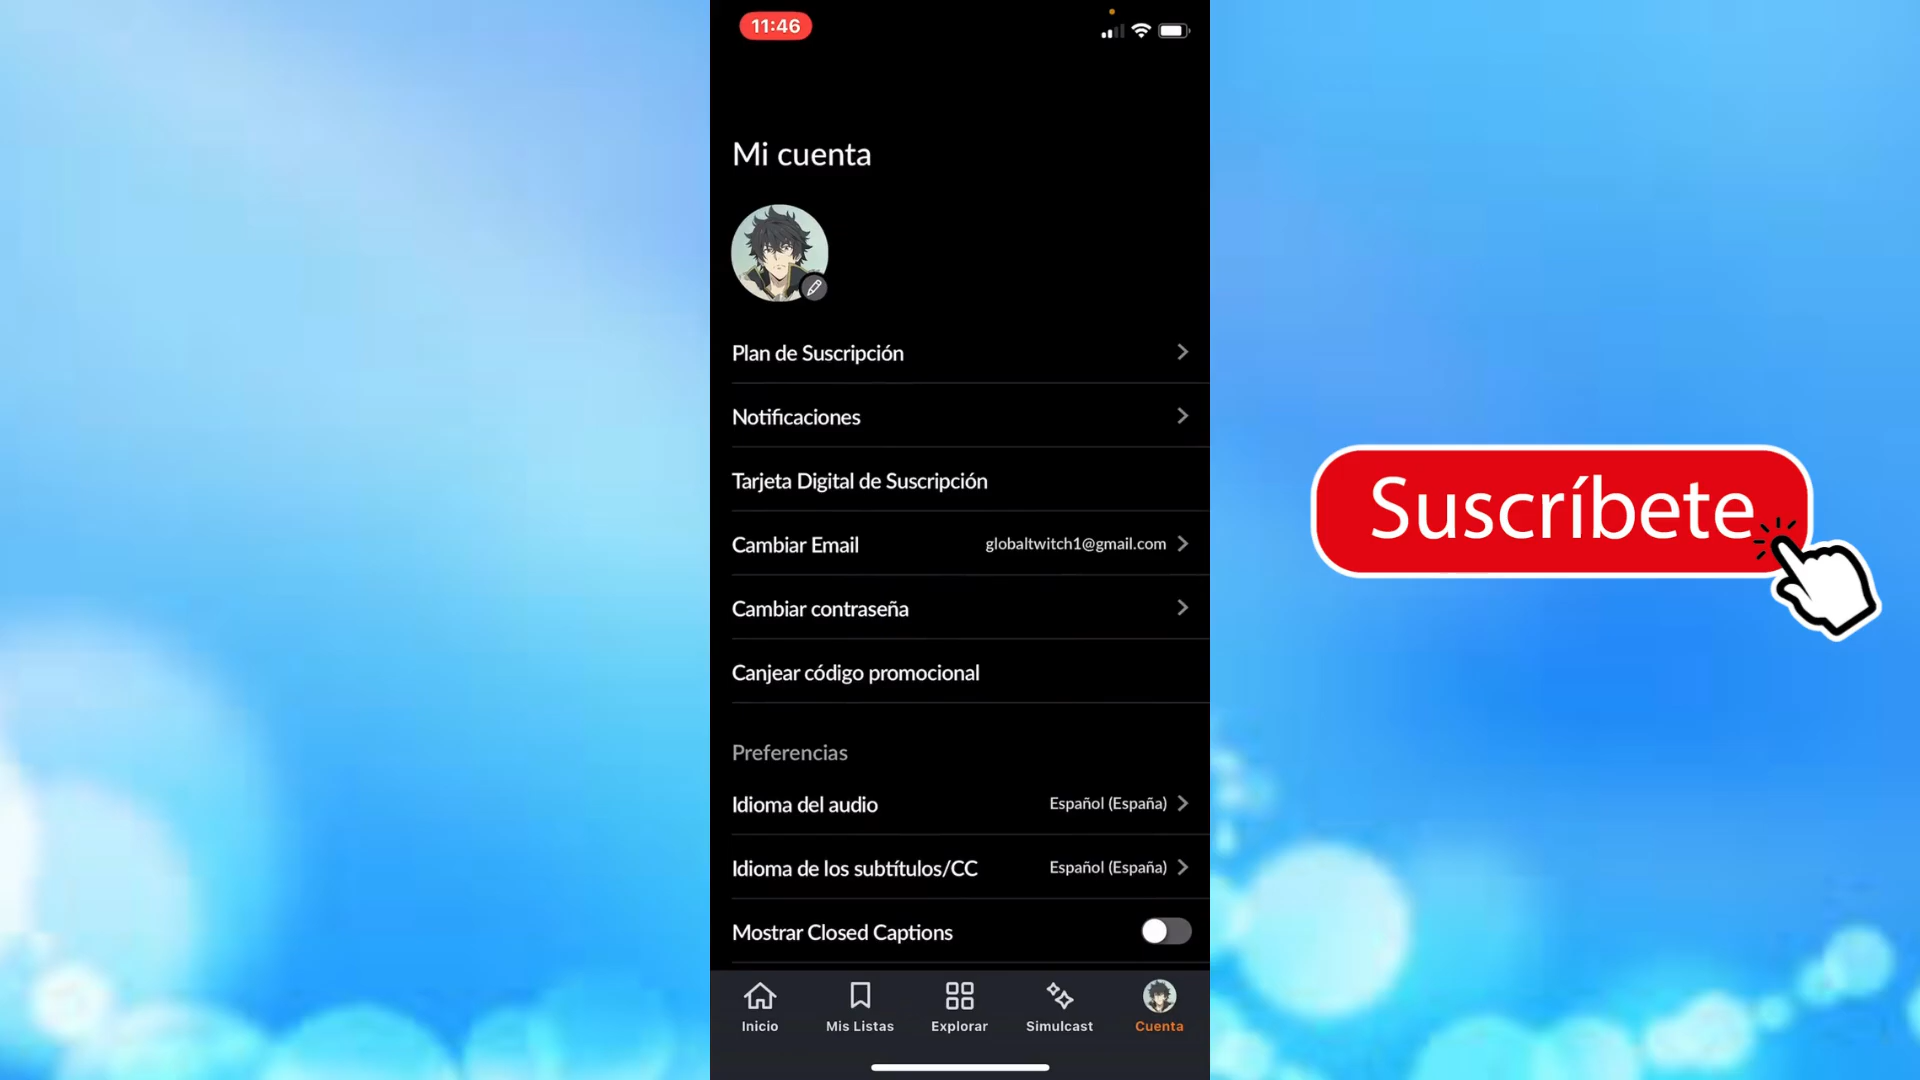 11:46
Mi cuenta
Plan de Suscripción
Notificaciones
Tarjeta Digital de Suscripción
Cambiar Email globaltwitch1@gmail.com
Cambiar contraseña
Canjear código promocional
Preferencias
Idioma del audio Español (España)
Idioma de los subtítulos/CC Español (España)
Mostrar Closed Captions
Inicio Mis Listas Explorar Simulcast Cuenta
Suscríbete